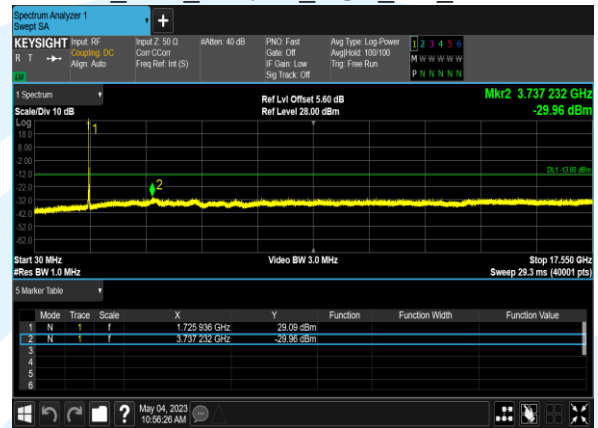 Spectrum Analyzer 1
Swept SA
+
KEYSIGHT Input: RF Input Z: 50 Ω #Atten: 40 dB PNO: Fast Avg Type: Log-Power 1 2 3 4 5 6
R T Coupling: DC Corr CCorr Gate: Off Avg|Hold: 100/100 M W W W W W
Align: Auto Freq Ref: Int (S) IF Gain: Low Trig: Free Run
Sig Track: Off P N N N N N
LV
1 Spectrum Ref Lvl Offset 5.60 dB Mkr2 3.737 232 GHz
Scale/Div 10 dB Ref Level 28.00 dBm -29.96 dBm
Log
18.0
8.00
-2.00
-12.0
-22.0
-32.0
-42.0
-52.0
-62.0
1
2
DL1 -13.00 dBm
Start 30 MHz Video BW 3.0 MHz Stop 17.550 GHz
#Res BW 1.0 MHz Sweep 29.3 ms (40001 pts)
5 Marker Table
Mode Trace Scale X Y Function Function Width Function Value
1 N 1 f 1.725 936 GHz 29.09 dBm
2 N 1 f 3.737 232 GHz -29.96 dBm
3
4
5
6
? May 04, 2023
10:56:26 AM